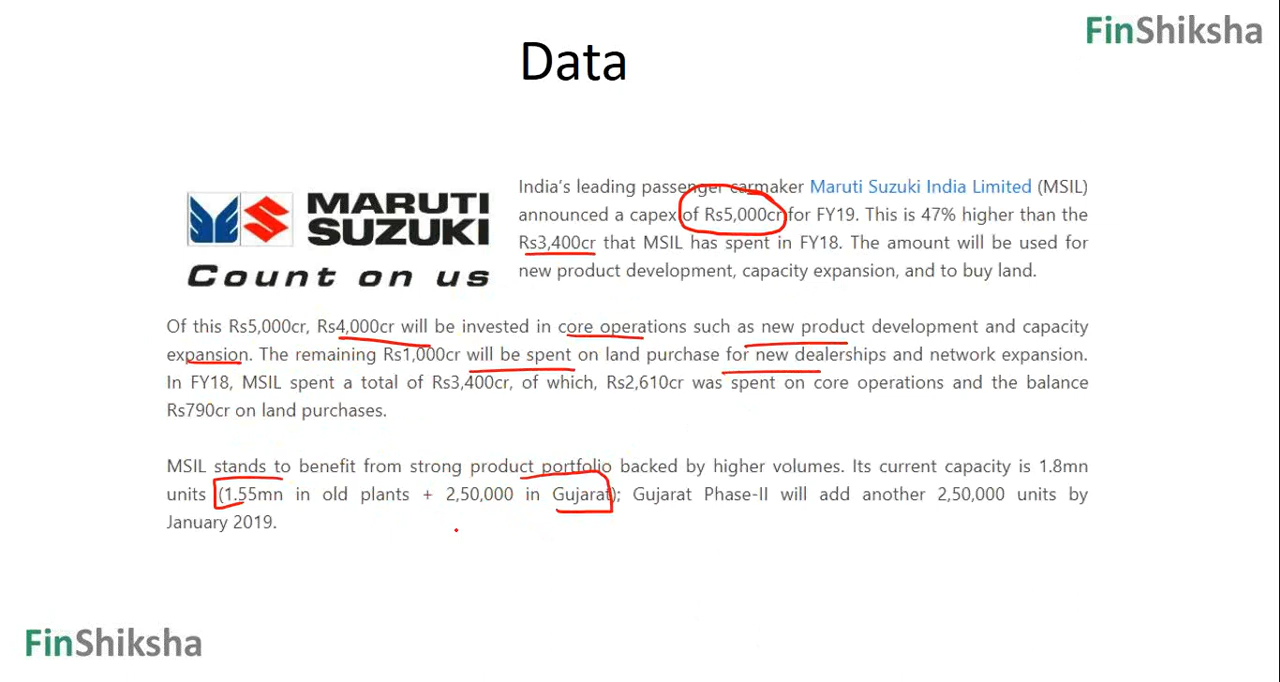 FinShiksha
Data
MARUTI
SUZUKI
Count on us
India's leading passenger carmaker Maruti Suzuki India Limited (MSIL)
announced a capex of Rs5,000cr for FY19. This is 47% higher than the
Rs3,400cr that MSIL has spent in FY18. The amount will be used for
new product development, capacity expansion, and to buy land.
Of this Rs5,000cr, Rs4,000cr will be invested in core operations such as new product development and capacity
expansion. The remaining Rs1,000cr will be spent on land purchase for new dealerships and network expansion.
In FY18, MSIL spent a total of Rs3,400cr, of which, Rs2,610cr was spent on core operations and the balance
Rs790cr on land purchases.
MSIL stands to benefit from strong product portfolio backed by higher volumes. Its current capacity is 1.8mn
units (1.55mn in old plants + 2,50,000 in Gujarat); Gujarat Phase-II will add another 2,50,000 units by
January 2019.
FinShiksha